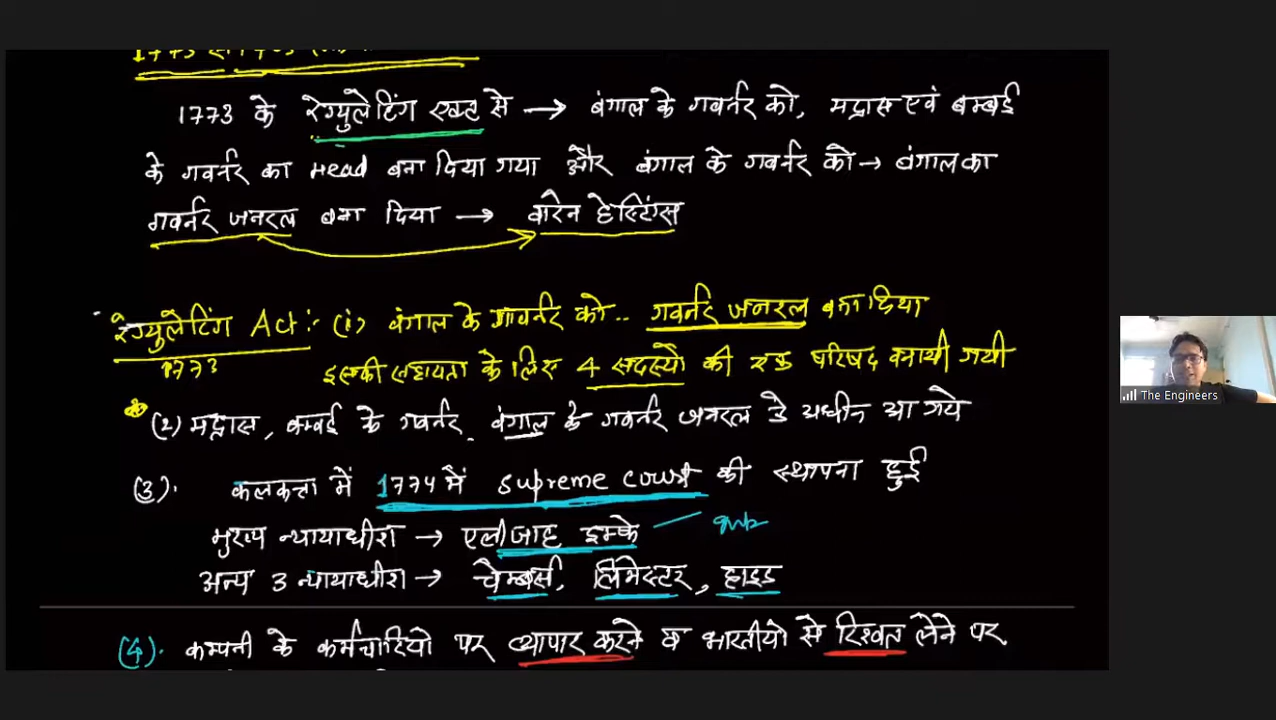 1773 के रेग्युलेटिंग एक्ट से → बंगाल के गवर्नर को, मद्रास एवं बम्बई
के गवर्नर का Head बना दिया गया और बंगाल के गवर्नर को → बंगाल का
गवर्नर जनरल बना दिया → वारेन हेस्टिंग्स
रेग्युलेटिंग Act :- (i) बंगाल के गवर्नर को.. गवर्नर जनरल बना दिया
1773 इसकी सहायता के लिए 4 सदस्यो की एक परिषद बनायी गयी
(2) मद्रास, बम्बई के गवर्नर, बंगाल के गवर्नर जनरल के अधीन आ गये
(3). कलकत्ता में 1774 में supreme court की स्थापना हुई
मुख्य न्यायाधीश → एलीजाह इम्पे
अन्य 3 न्यायाधीश → चेम्बर्स, लिमेस्टर, हाइड
(4). कम्पनी के कर्मचारियो पर व्यापार करने व भारतीयो से रिश्वत लेने पर
The Engineers